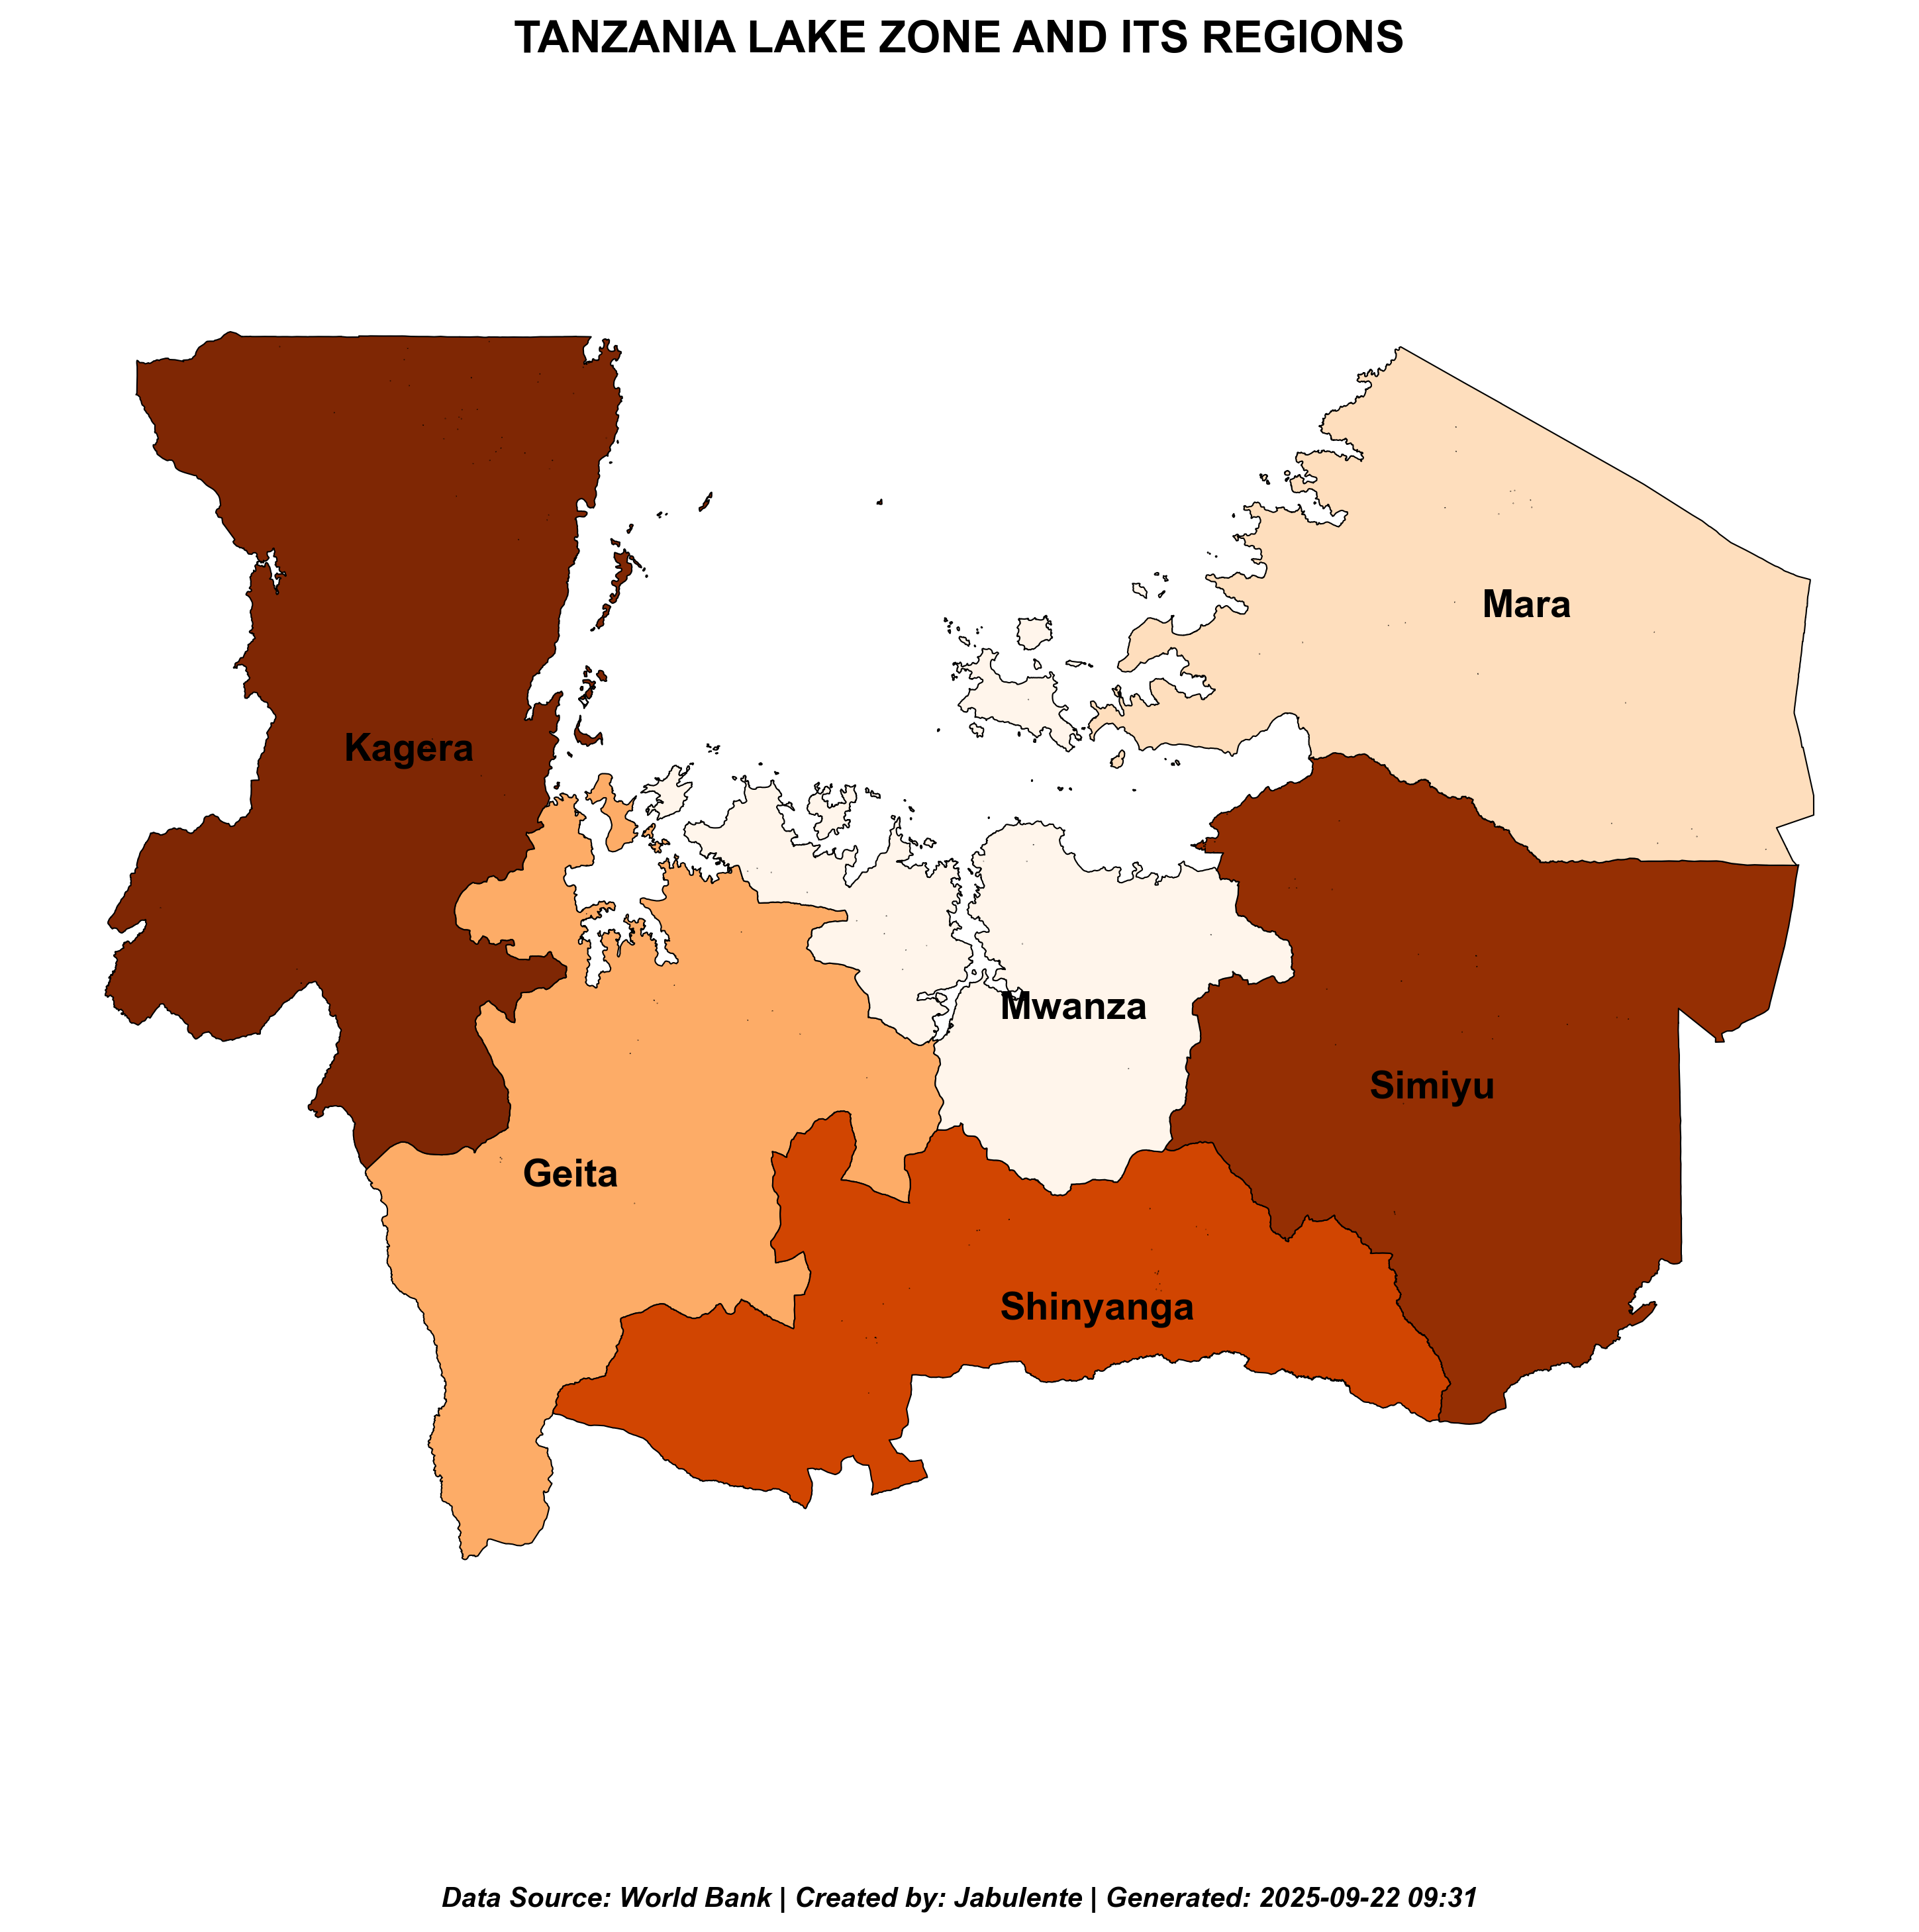 TANZANIA LAKE ZONE AND ITS REGIONS
Mara
Kagera
Mwanza
Simiyu
Geita
Shinyanga
Data Source: World Bank | Created by: Jabulente | Generated: 2025-09-22 09:31